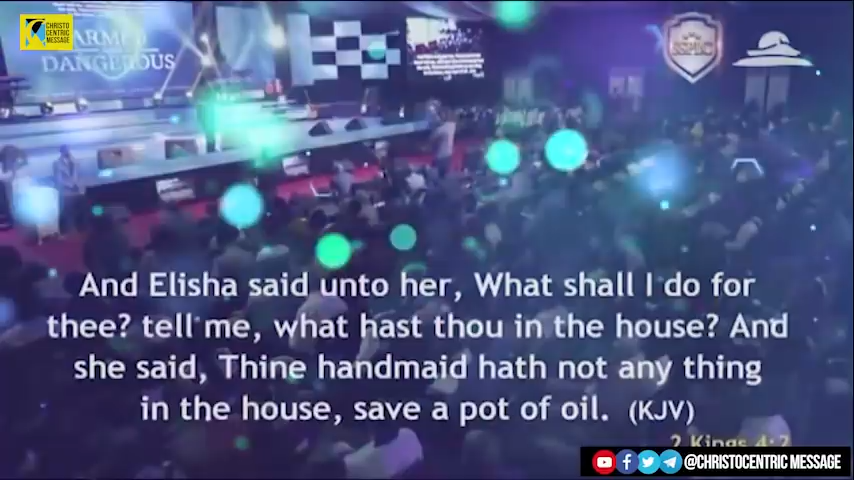 CHRISTO
CENTRIC
MESSAGE
ARMED
DANGEROUS
And Elisha said unto her, What shall I do for
thee? tell me, what hast thou in the house? And
she said, Thine handmaid hath not any thing
in the house, save a pot of oil. (KJV)
2 Kings 4:2
@CHRISTOCENTRIC MESSAGE